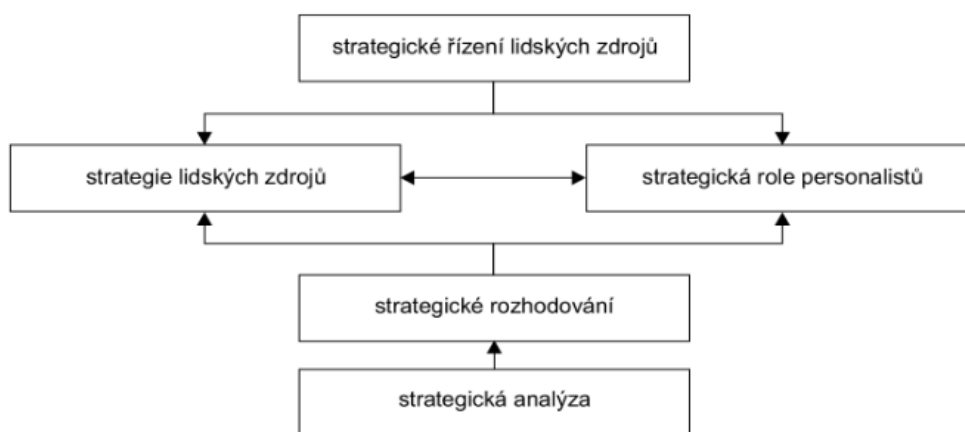 strategické řízení lidských zdrojů
strategie lidských zdrojů
strategická role personalistů
strategické rozhodování
strategická analýza